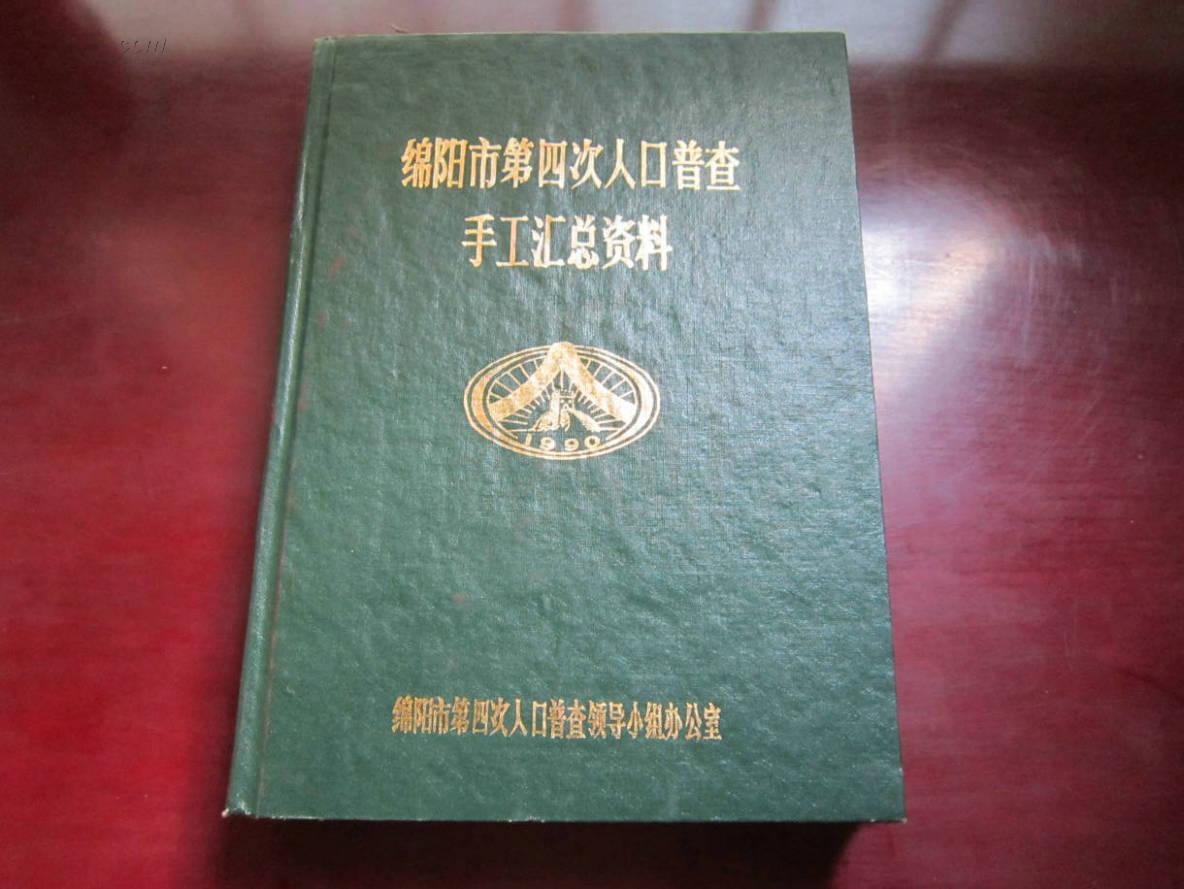 绵阳市第四次人口普查
手工汇总资料
1990
绵阳市第四次人口普查领导小组办公室